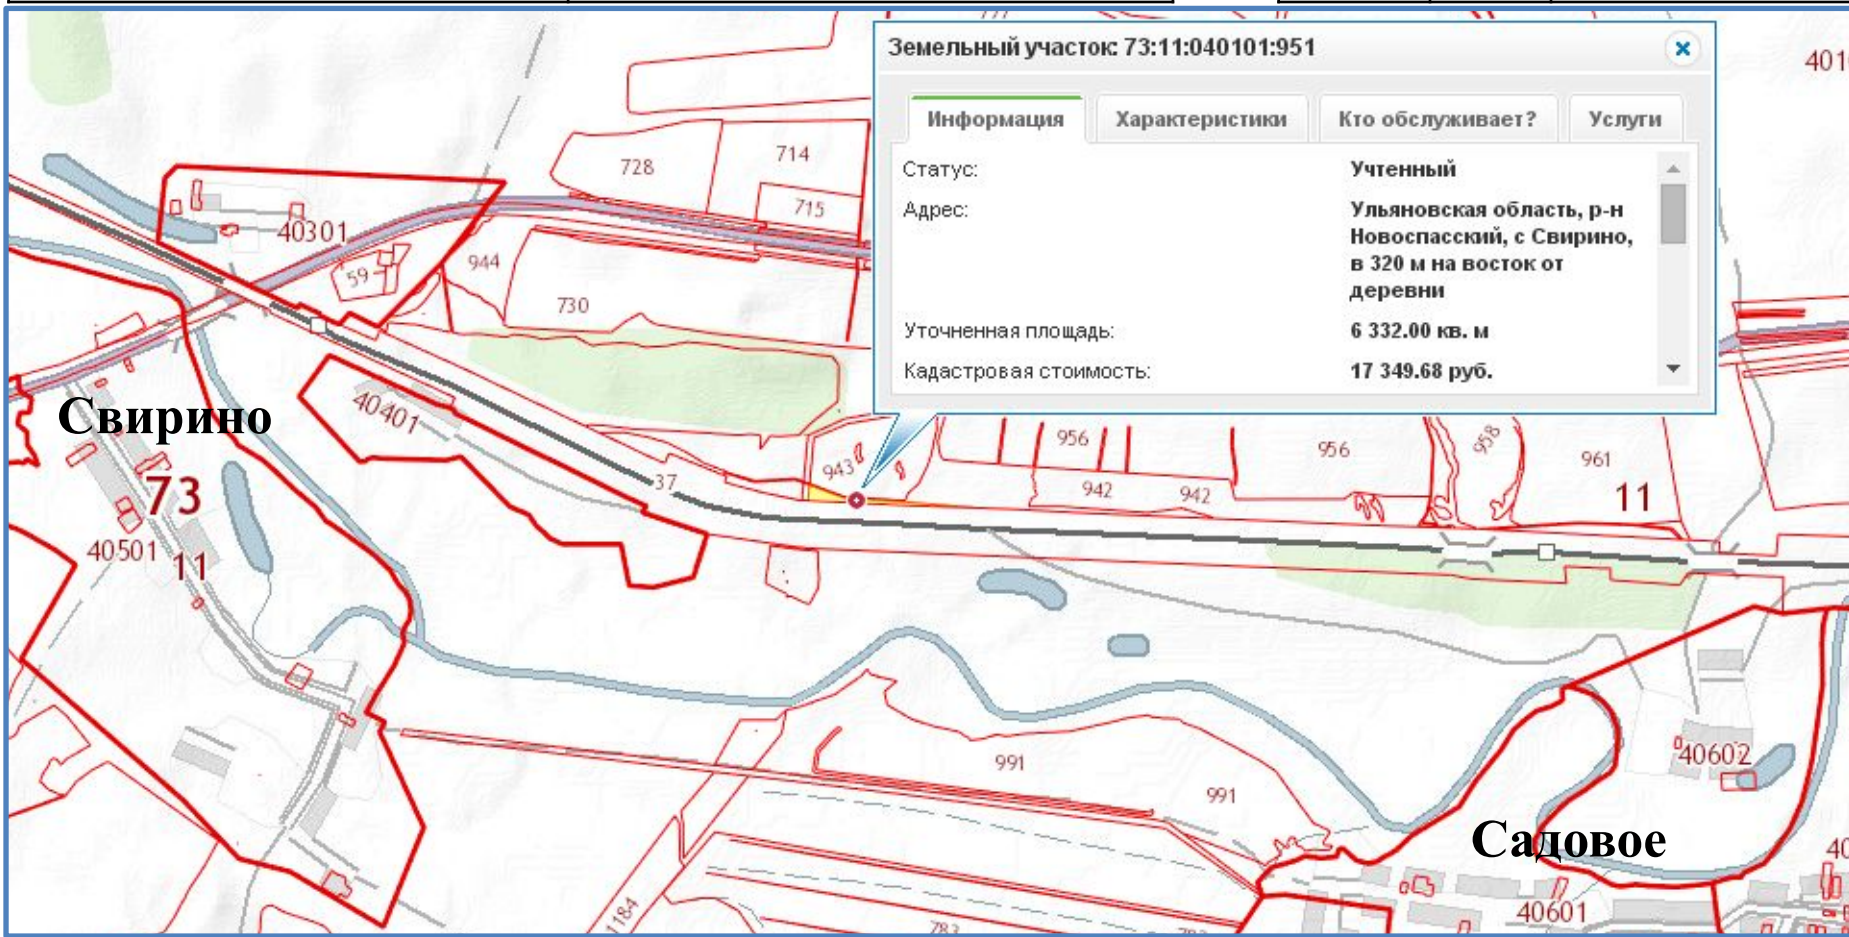 Земельный участок: 73:11:040101:951
Информация
Характеристики
Кто обслуживает?
Услуги
Статус:
Учтенный
Адрес:
Ульяновская область, р-н
Новоспасский, с Свирино,
в 320 м на восток от
деревни
Уточненная площадь:
6 332.00 кв. м
Кадастровая стоимость:
17 349.68 руб.
728
714
715
40301
59
944
730
40401
Свирино
73
11
40501
37
943
956
956
958
961
942
942
11
991
991
40602
Садовое
40601
1184
783